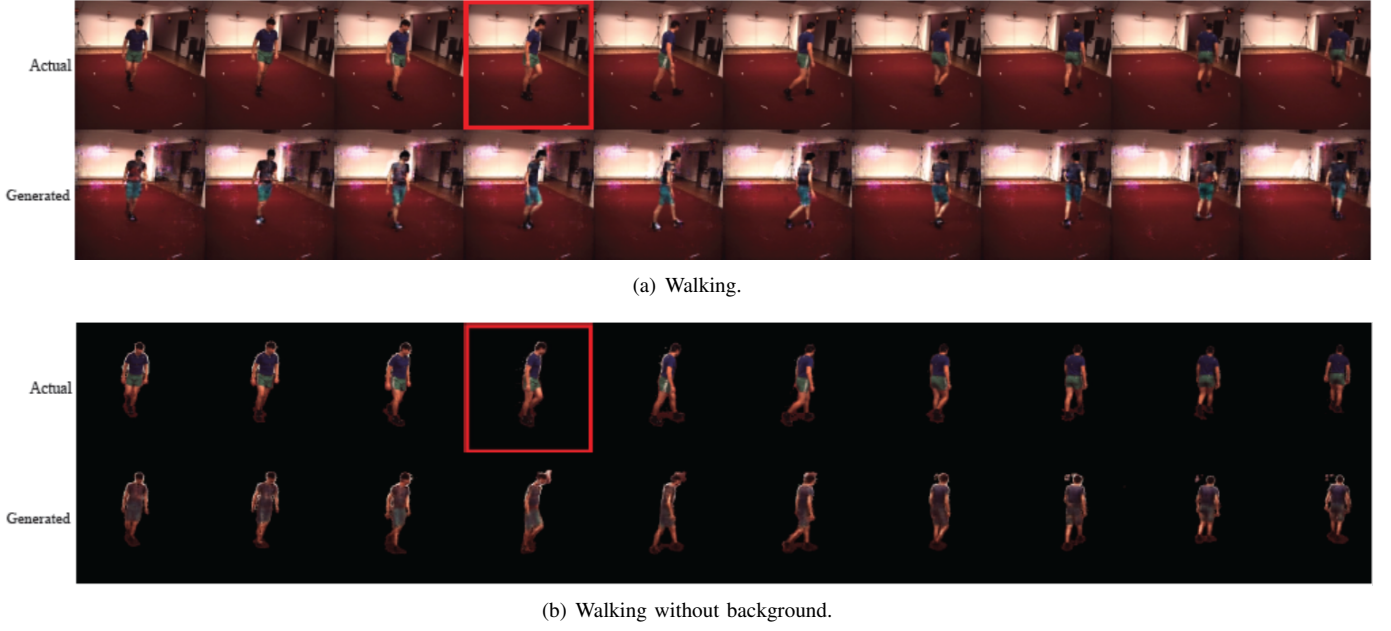 Actual
Generated
(a) Walking.
Actual
Generated
(b) Walking without background.